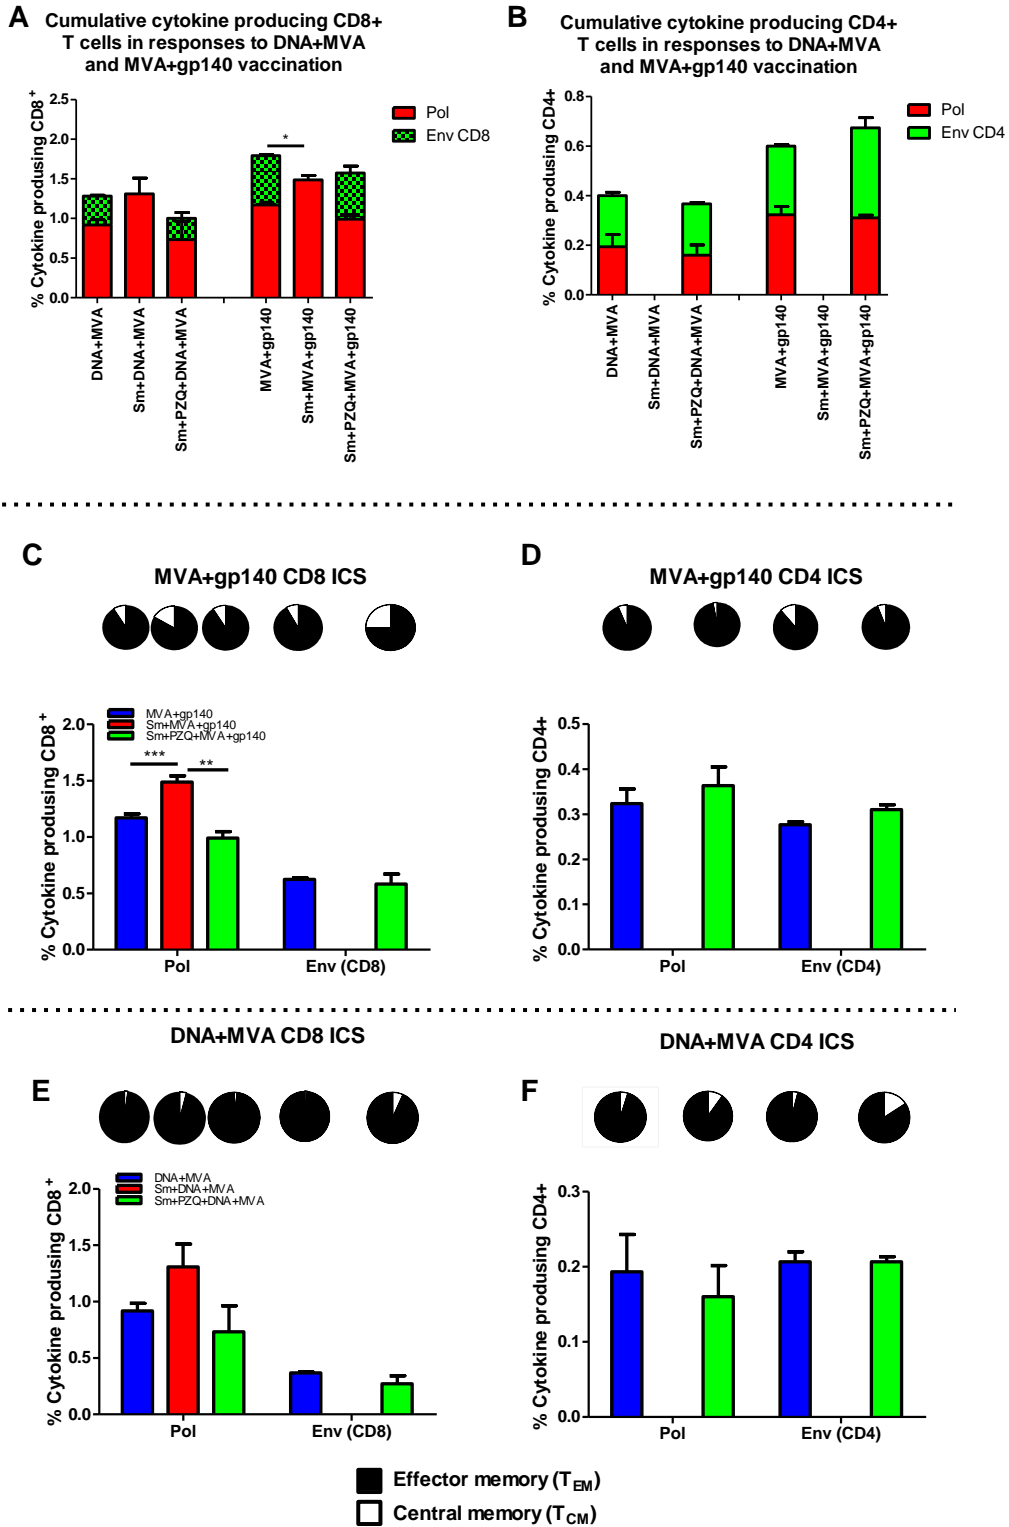 A
Cumulative cytokine producing CD8+
T cells in responses to DNA+MVA
and MVA+gp140 vaccination
% Cytokine produsing CD8+
2.5
2.0
1.5
1.0
0.5
0.0
*
Pol
Env CD8
DNA+MVA
Sm+DNA+MVA
Sm+PZQ+DNA+MVA
MVA+gp140
Sm+MVA+gp140
Sm+PZQ+MVA+gp140
B
Cumulative cytokine producing CD4+
T cells in responses to DNA+MVA
and MVA+gp140 vaccination
% Cytokine produsing CD4+
0.8
0.6
0.4
0.2
0.0
Pol
Env CD4
DNA+MVA
Sm+DNA+MVA
Sm+PZQ+DNA+MVA
MVA+gp140
Sm+MVA+gp140
Sm+PZQ+MVA+gp140
C
MVA+gp140 CD8 ICS
% Cytokine produsing CD8+
2.0
1.5
1.0
0.5
0.0
MVA+gp140
Sm+MVA+gp140
Sm+PZQ+MVA+gp140
***
**
Pol
Env (CD8)
D
MVA+gp140 CD4 ICS
% Cytokine produsing CD4+
0.5
0.4
0.3
0.2
0.1
0.0
Pol
Env (CD4)
DNA+MVA CD8 ICS
E
% Cytokine produsing CD8+
2.0
1.5
1.0
0.5
0.0
DNA+MVA
Sm+DNA+MVA
Sm+PZQ+DNA+MVA
Pol
Env (CD8)
DNA+MVA CD4 ICS
F
% Cytokine produsing CD4+
0.3
0.2
0.1
0.0
Pol
Env (CD4)
Effector memory (TEM)
Central memory (TCM)